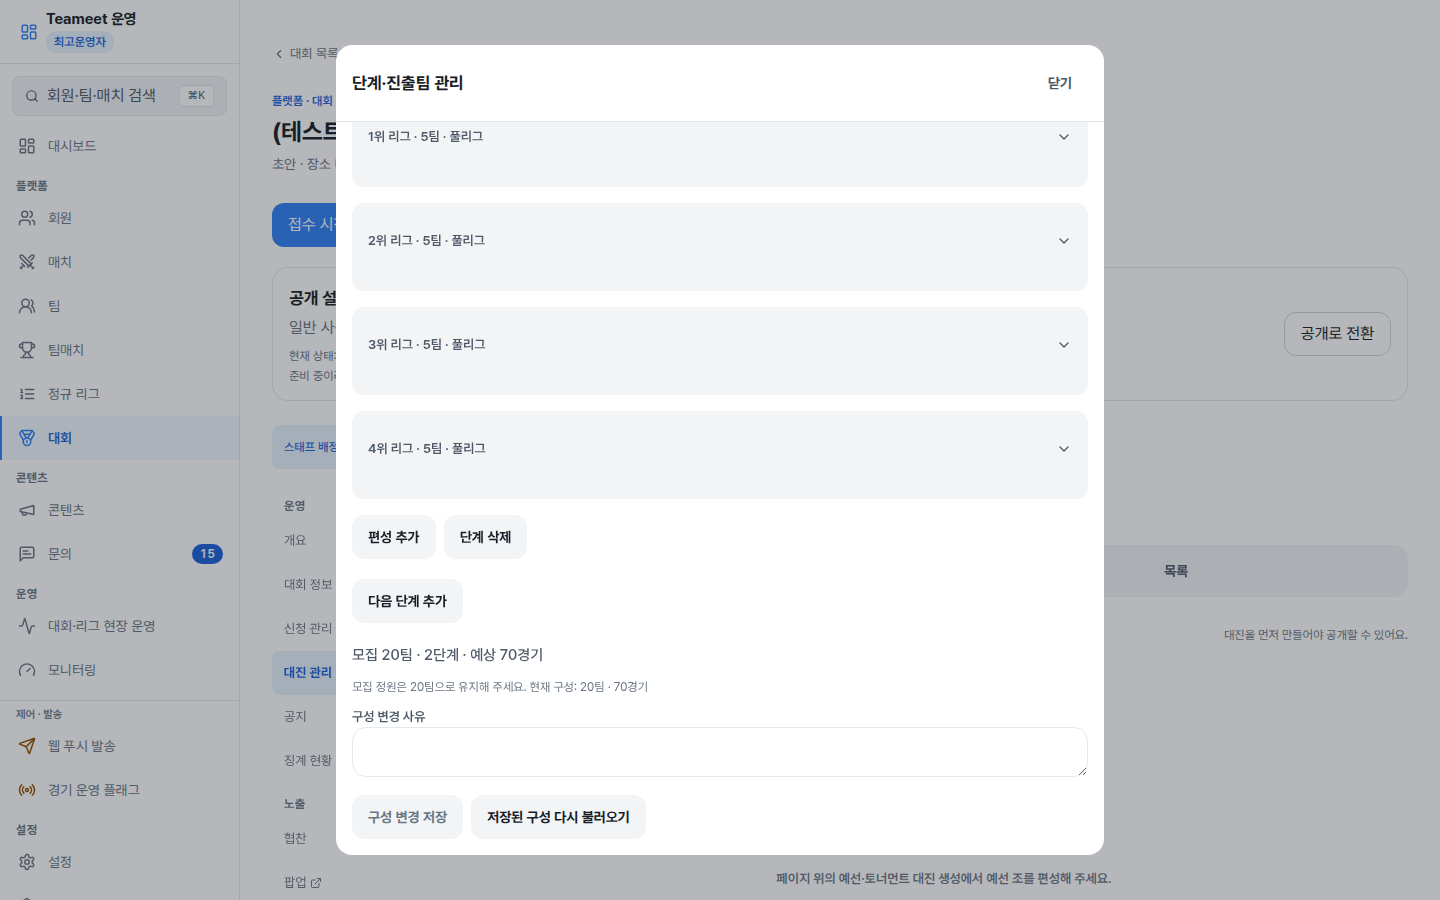 Teameet 운영
최고운영자
회원·팀·매치 검색
⌘K
대시보드
플랫폼
회원
매치
팀
팀매치
정규 리그
대회
콘텐츠
콘텐츠
문의
15
운영
대회·리그 현장 운영
모니터링
제어 · 발송
웹 푸시 발송
경기 운영 플래그
설정
설정
대회 목록
플랫폼 · 대회
(테스트
초안 · 장소
접수 시
공개 설
일반 사
현재 상태:
준비 중이
공개로 전환
스태프 배정
운영
개요
대회 정보
신청 관리
대진 관리
공지
징계 현황
노출
협찬
팝업
목록
대진을 먼저 만들어야 공개할 수 있어요.
페이지 위의 예선·토너먼트 대진 생성에서 예선 조를 편성해 주세요.
단계·진출팀 관리
닫기
1위 리그 · 5팀 · 풀리그
2위 리그 · 5팀 · 풀리그
3위 리그 · 5팀 · 풀리그
4위 리그 · 5팀 · 풀리그
편성 추가
단계 삭제
다음 단계 추가
모집 20팀 · 2단계 · 예상 70경기
모집 정원은 20팀으로 유지해 주세요. 현재 구성: 20팀 · 70경기
구성 변경 사유
구성 변경 저장
저장된 구성 다시 불러오기